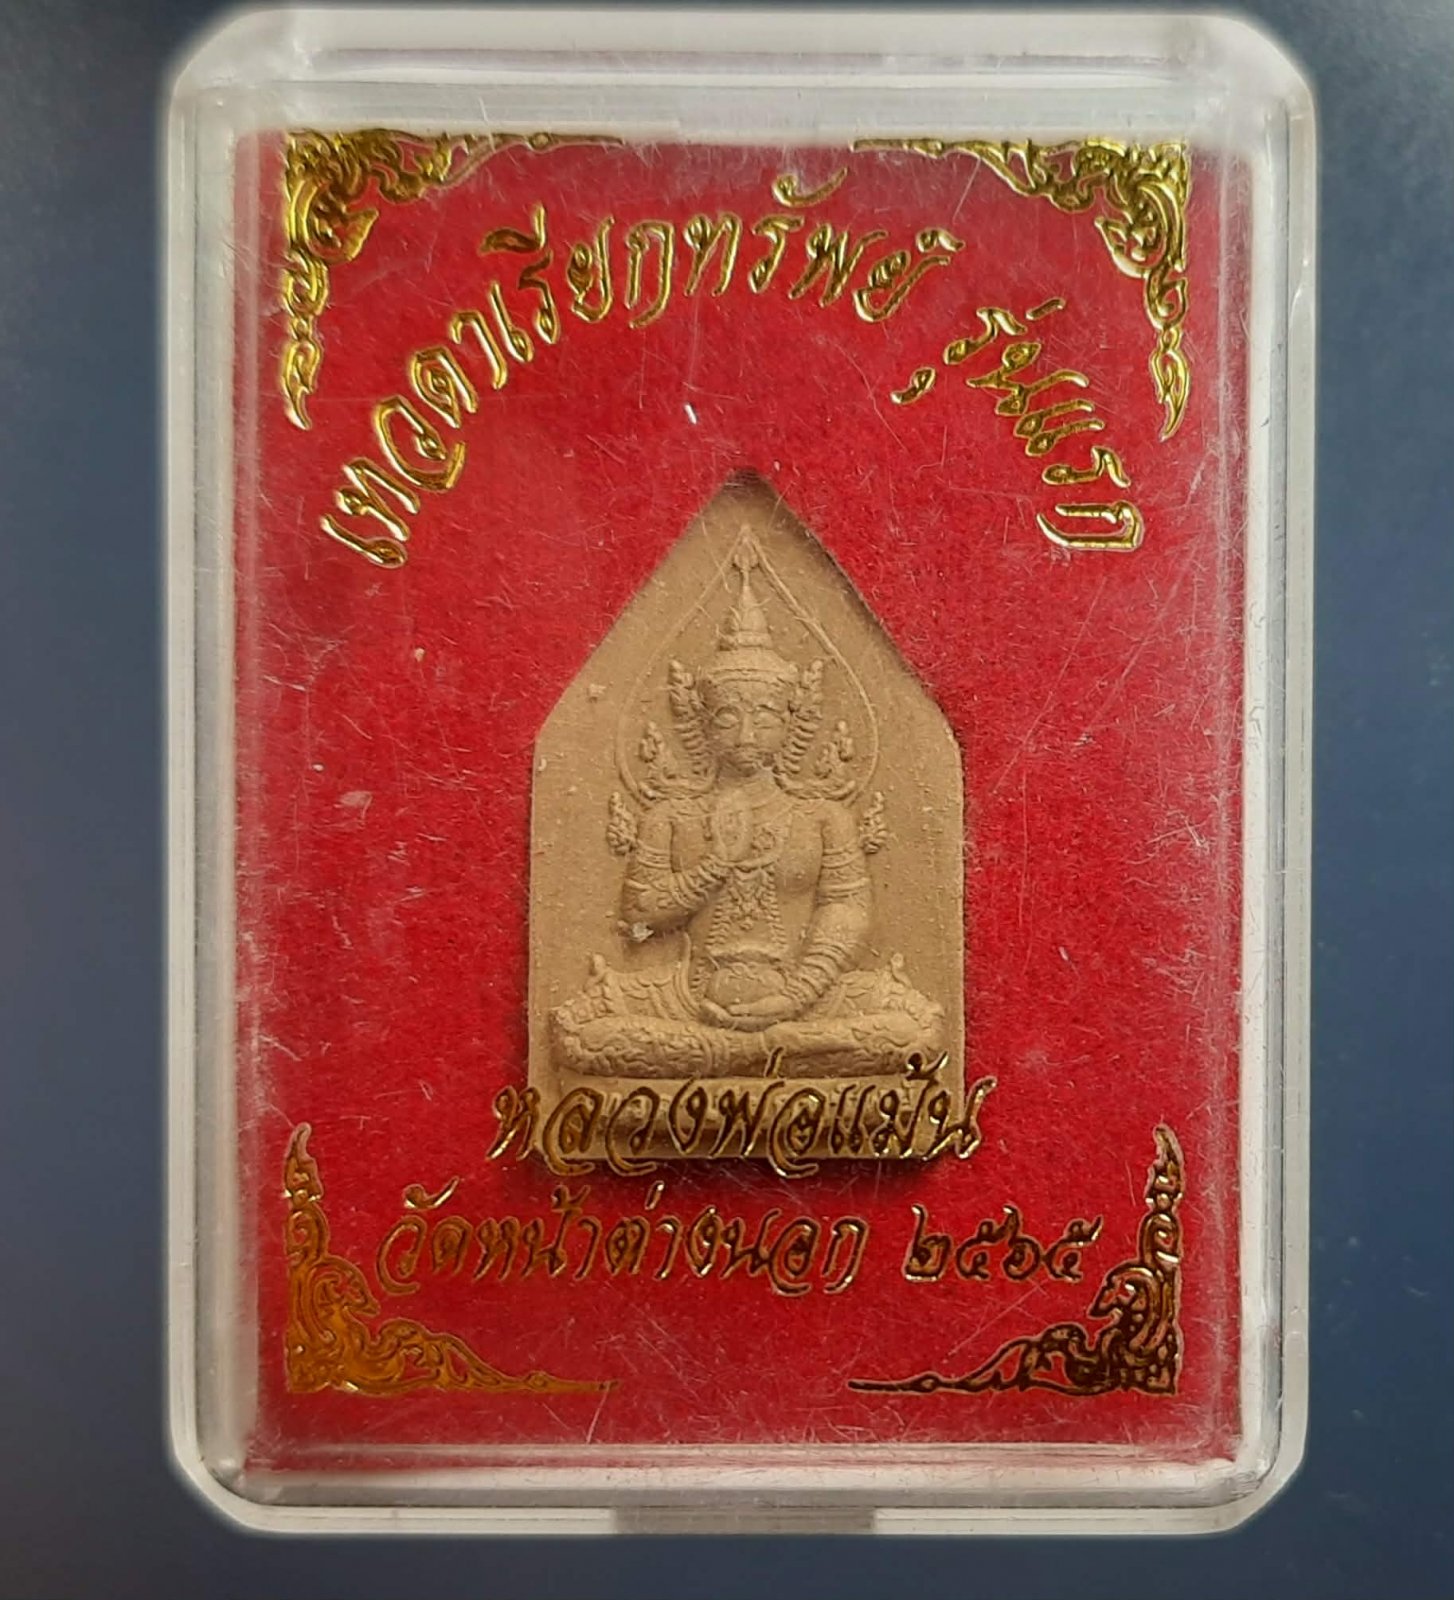 เทวดาเรียกทรัพย์ รุ่นแรก
หลวงพ่อแม้น
วัดหน้าต่างนอก ๒๕๖๕